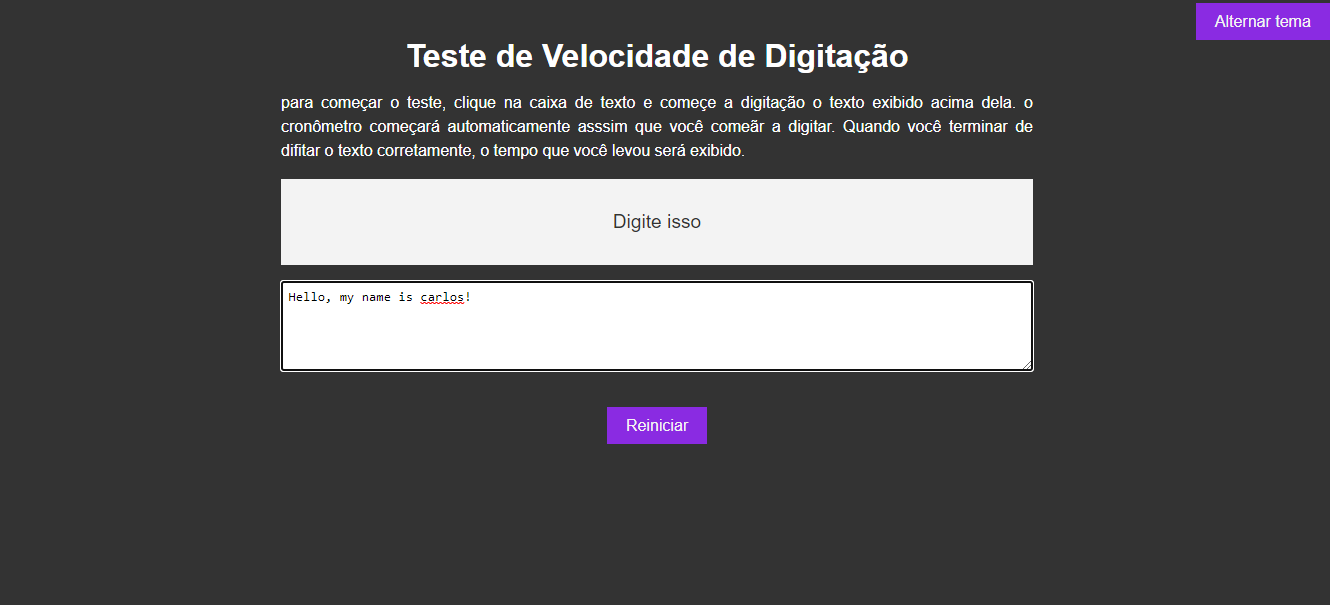 Alternar tema
Teste de Velocidade de Digitação
para começar o teste, clique na caixa de texto e começe a digitação o texto exibido acima dela. o
cronômetro começará automaticamente asssim que você comeãr a digitar. Quando você terminar de
difitar o texto corretamente, o tempo que você levou será exibido.
Digite isso
Hello, my name is carlos!
Reiniciar